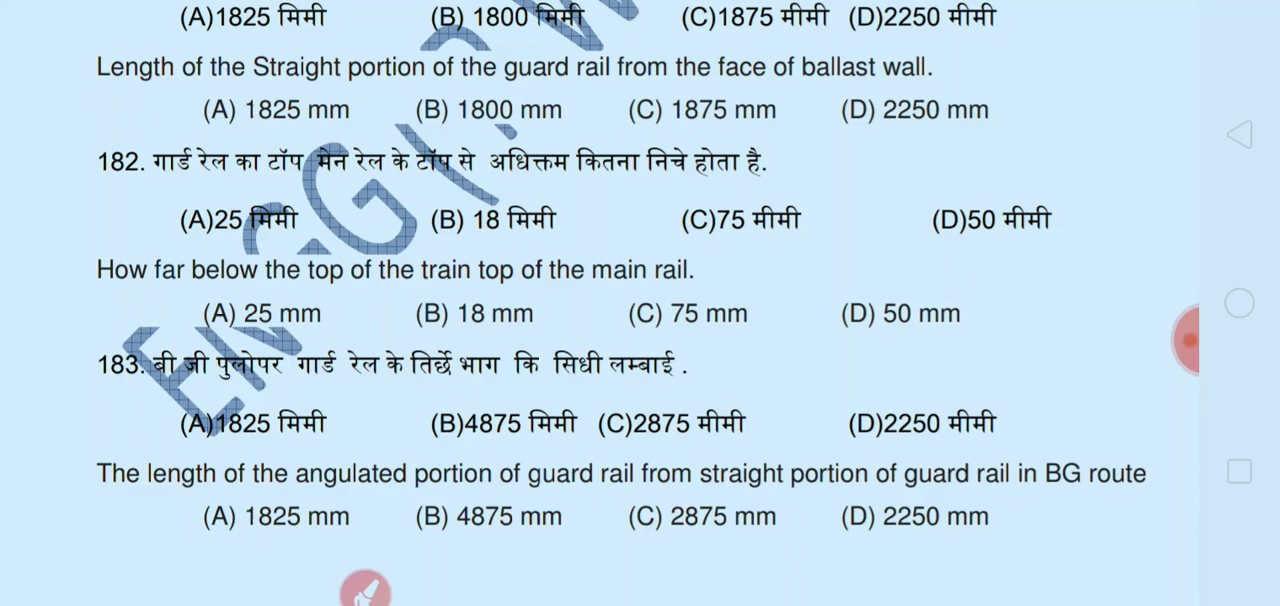 (A)1825 मिमी (B) 1800 मिमी (C)1875 मीमी (D)2250 मीमी
Length of the Straight portion of the guard rail from the face of ballast wall.
(A) 1825 mm (B) 1800 mm (C) 1875 mm (D) 2250 mm
182. गार्ड रेल का टॉप मेन रेल के टॉप से अधित्तम कितना निचे होता है.
(A)25 मिमी (B) 18 मिमी (C)75 मीमी (D)50 मीमी
How far below the top of the train top of the main rail.
(A) 25 mm (B) 18 mm (C) 75 mm (D) 50 mm
183. बी जी पुलोपर गार्ड रेल के तिर्छे भाग कि सिधी लम्बाई .
(A)1825 मिमी (B)4875 मिमी (C)2875 मीमी (D)2250 मीमी
The length of the angulated portion of guard rail from straight portion of guard rail in BG route
(A) 1825 mm (B) 4875 mm (C) 2875 mm (D) 2250 mm